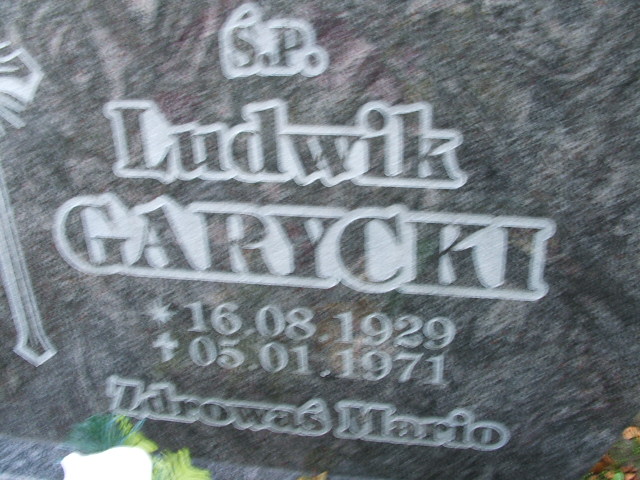 Ś.P.
Ludwik
GARYCKI
* 16.08.1929
✝ 05.01.1971
Zdrowaś Mario